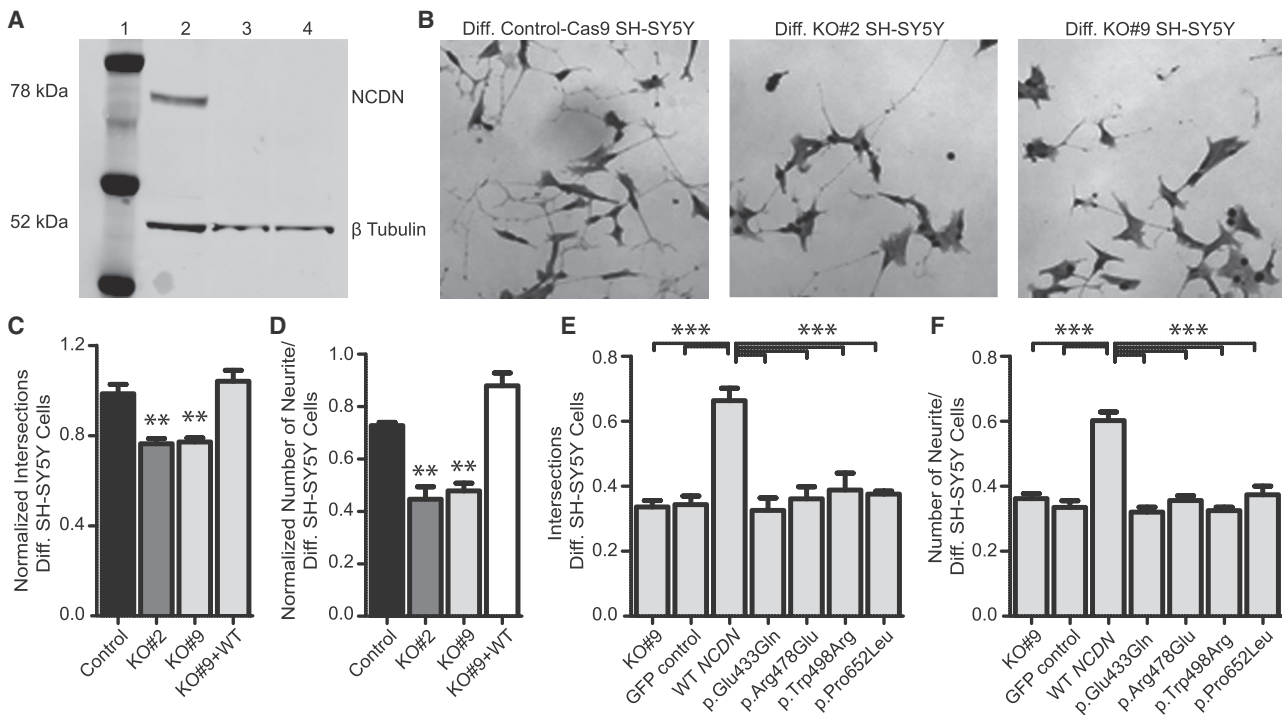 A
1 2 3 4
78 kDa
NCDN
52 kDa
β Tubulin
B
Diff. Control-Cas9 SH-SY5Y
Diff. KO#2 SH-SY5Y
Diff. KO#9 SH-SY5Y
C
Normalized Intersections
Diff. SH-SY5Y Cells
1.2
0.8
0.4
0.0
**
**
Control
KO#2
KO#9
KO#9+WT
D
Normalized Number of Neurite/
Diff. SH-SY5Y Cells
1.0
0.8
0.6
0.4
0.2
0.0
**
**
Control
KO#2
KO#9
KO#9+WT
E
Intersections
Diff. SH-SY5Y Cells
0.8
0.6
0.4
0.2
0.0
***
***
KO#9
GFP control
WT NCDN
p.Glu433Gln
p.Arg478Glu
p.Trp498Arg
p.Pro652Leu
F
Number of Neurite/
Diff. SH-SY5Y Cells
0.8
0.6
0.4
0.2
0.0
***
***
KO#9
GFP control
WT NCDN
p.Glu433Gln
p.Arg478Glu
p.Trp498Arg
p.Pro652Leu